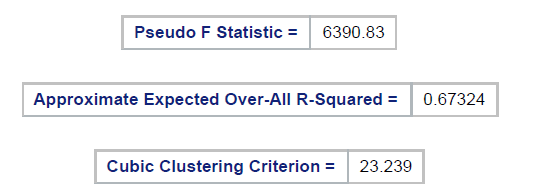 Pseudo F Statistic = 6390.83
Approximate Expected Over-All R-Squared = 0.67324
Cubic Clustering Criterion = 23.239